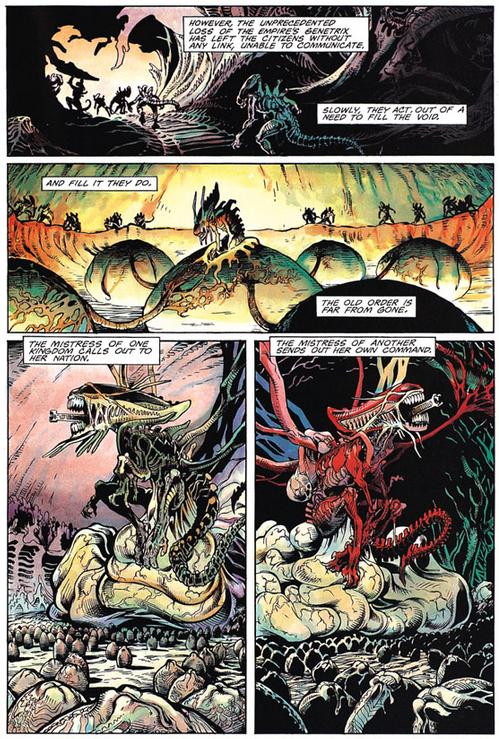 HOWEVER, THE UNPRECEDENTED
LOSS OF THE EMPIRE'S GENETRIX
HAS LEFT THE CITIZENS WITHOUT
ANY LINK, UNABLE TO COMMUNICATE.
SLOWLY, THEY ACT, OUT OF A
NEED TO FILL THE VOID.
AND FILL IT THEY DO.
THE OLD ORDER IS
FAR FROM GONE.
THE MISTRESS OF ONE
KINGDOM CALLS OUT TO
HER NATION.
THE MISTRESS OF ANOTHER
SENDS OUT HER OWN COMMAND.